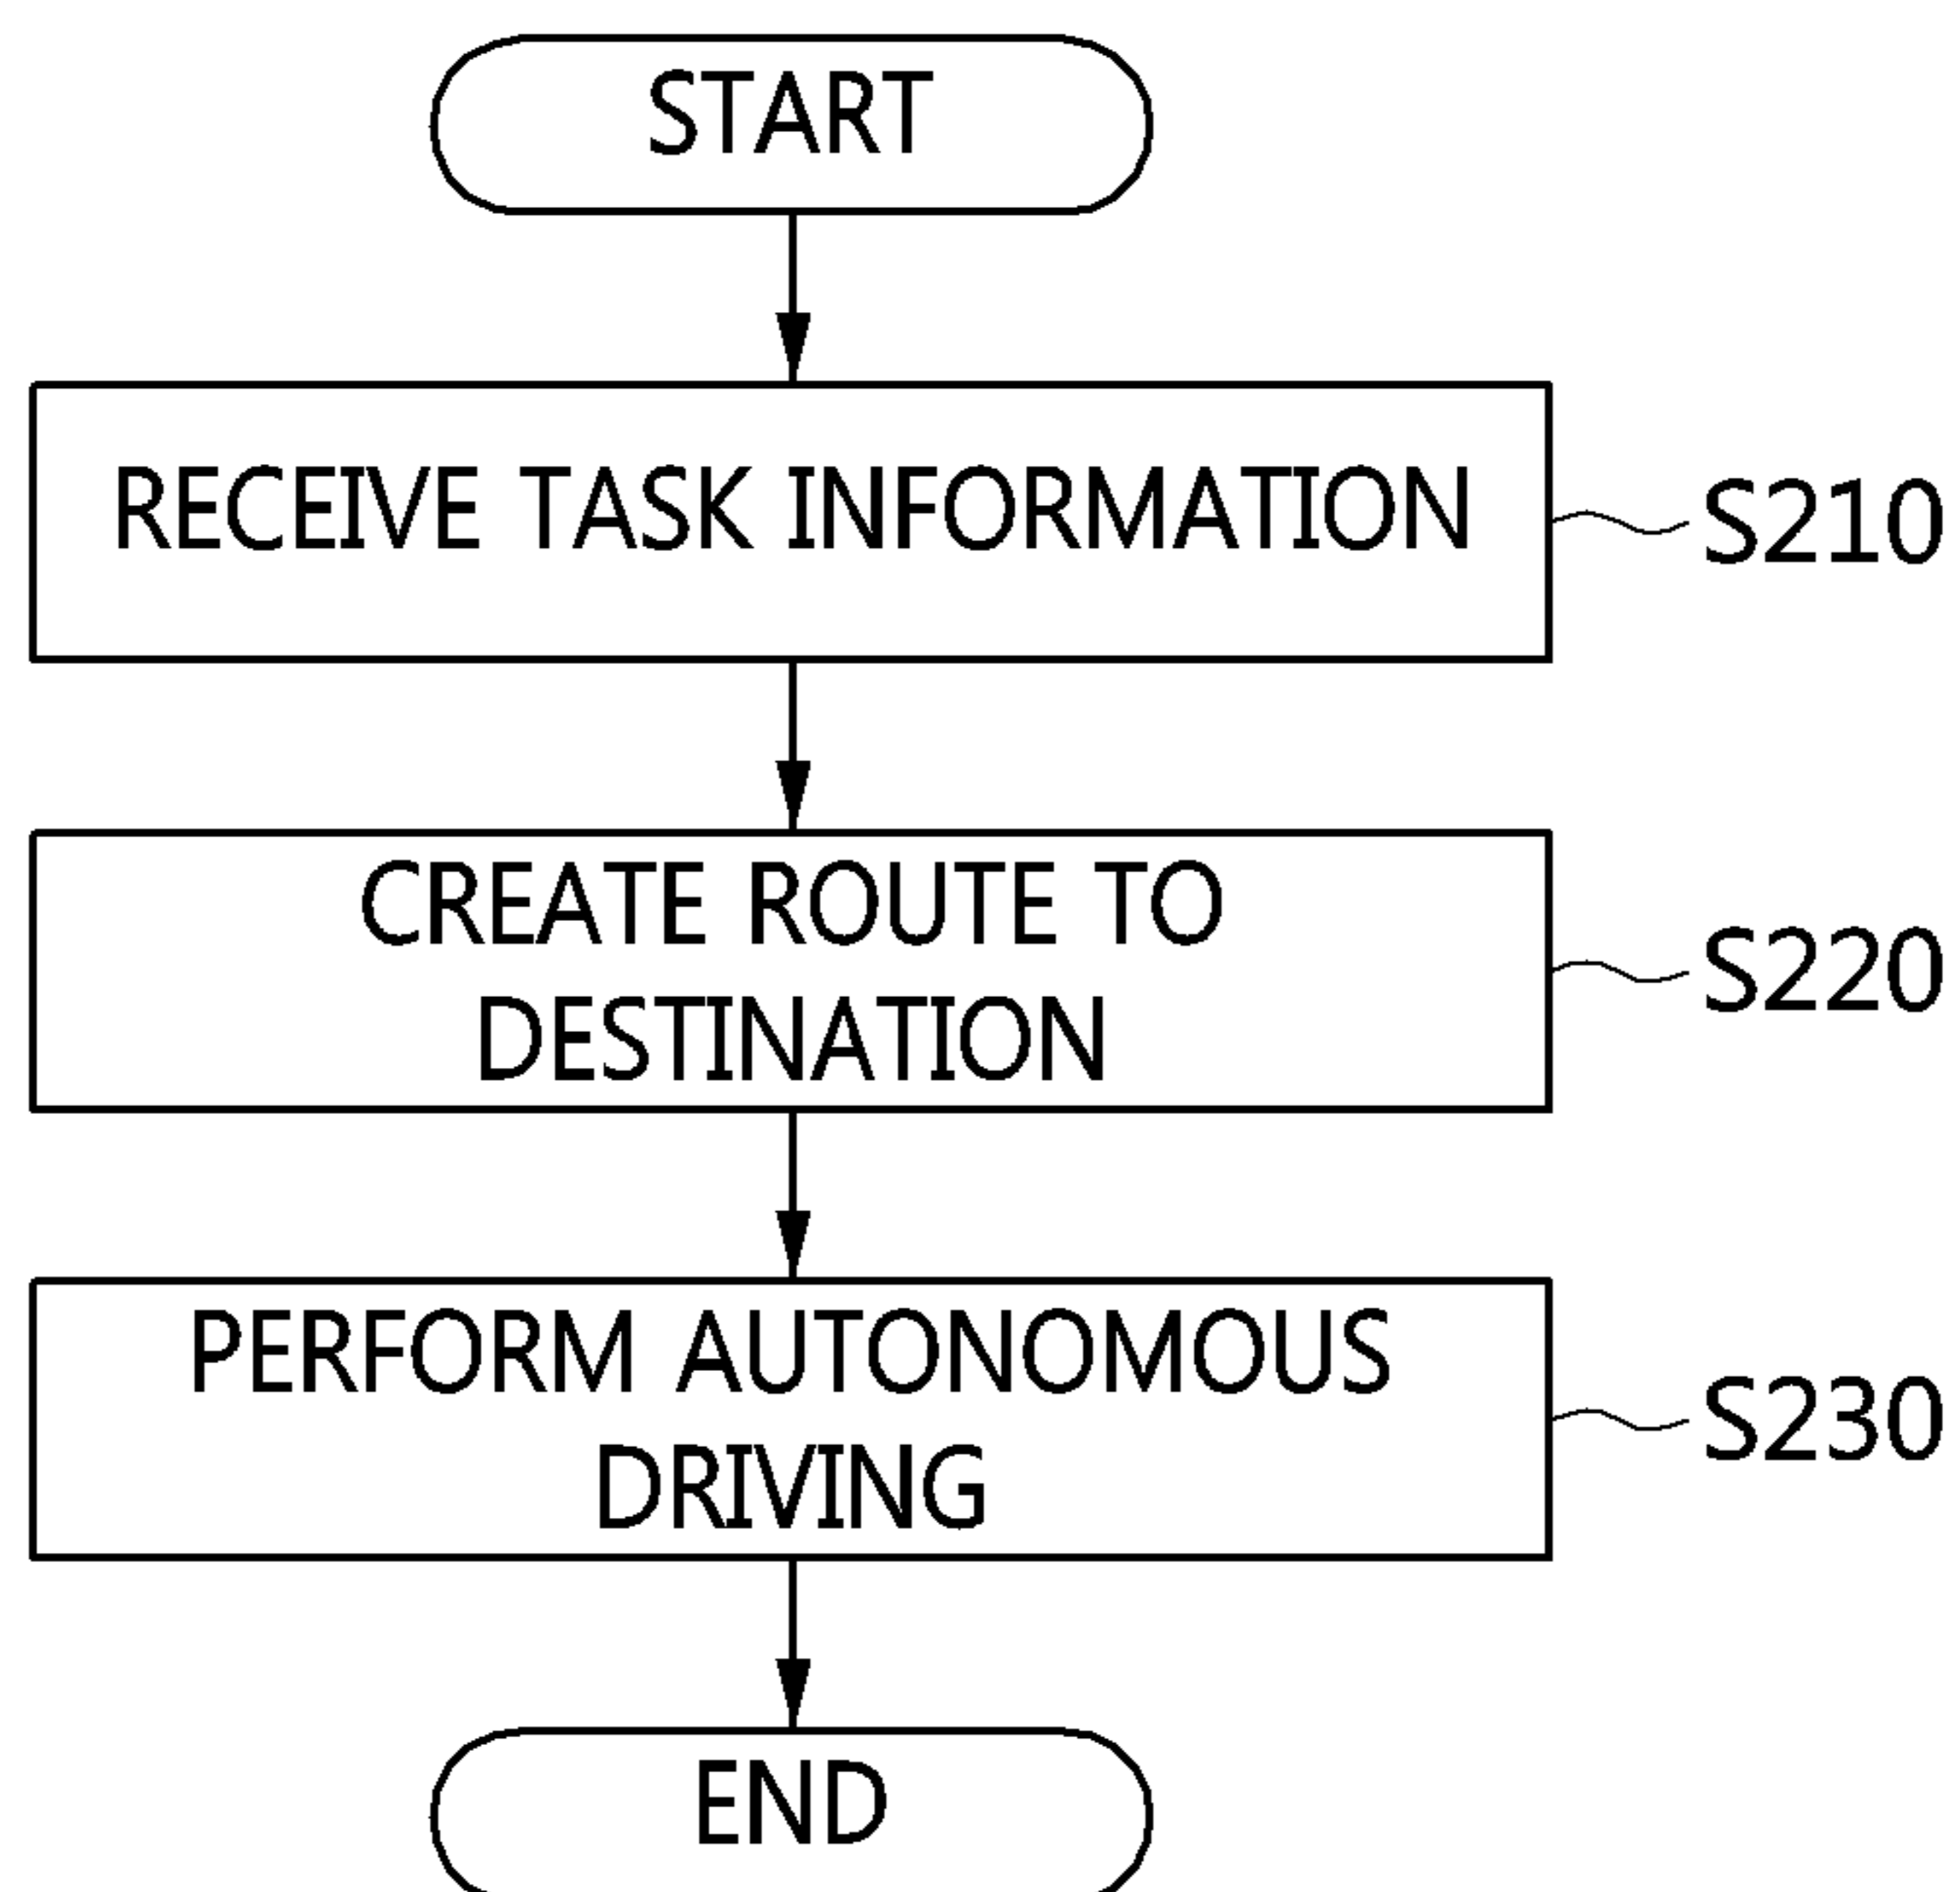 START
RECEIVE TASK INFORMATION
S210
CREATE ROUTE TO
DESTINATION
S220
PERFORM AUTONOMOUS
DRIVING
S230
END